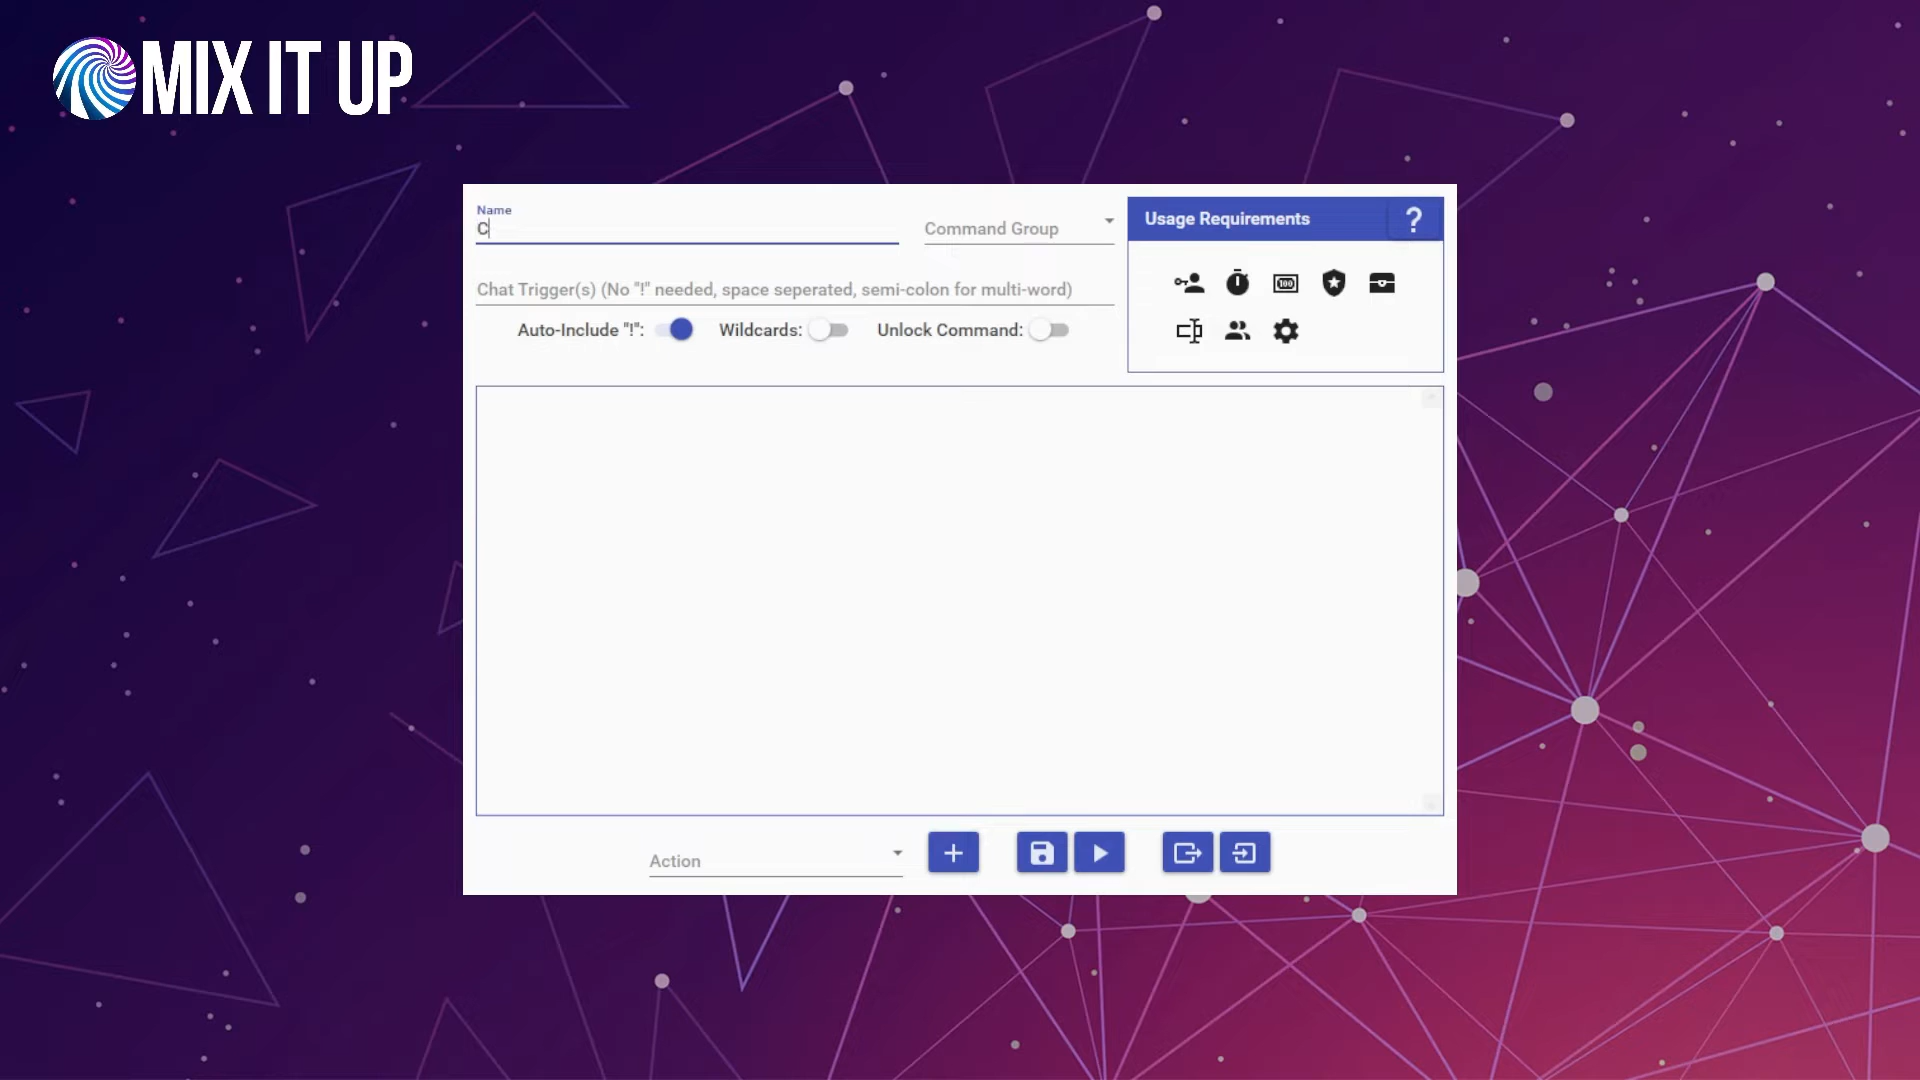 MIX IT UP
Name
C
Command Group
Usage Requirements
?
Chat Trigger(s) (No "!" needed, space seperated, semi-colon for multi-word)
100
Auto-Include "!":
Wildcards:
Unlock Command:
Action